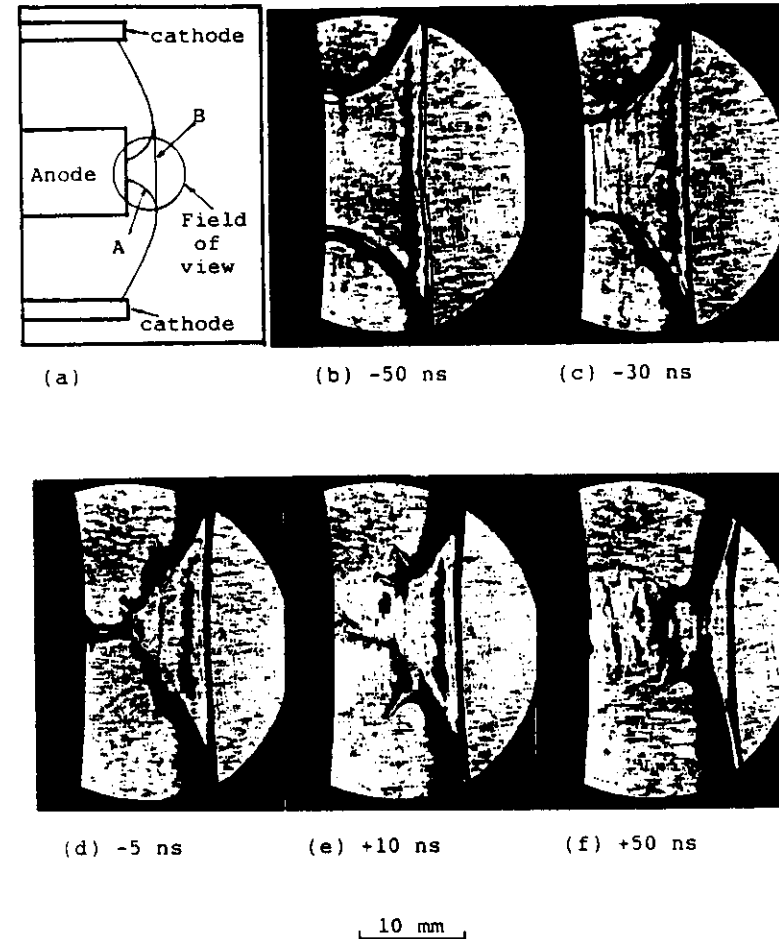 cathode
B
Anode
A
Field
of
view
cathode
(a)
(b) -50 ns
(c) -30 ns
(d) -5 ns
(e) +10 ns
(f) +50 ns
10 mm